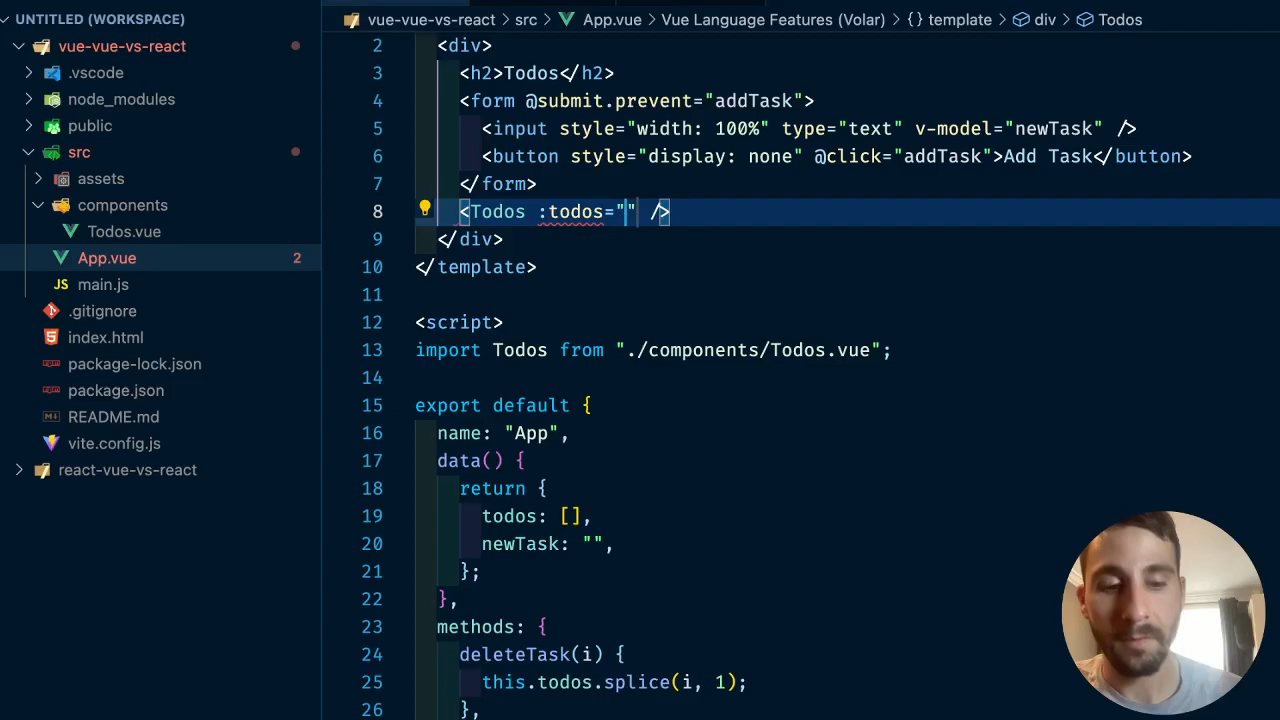 UNTITLED (WORKSPACE)
vue-vue-vs-react
.vscode
node_modules
public
src
assets
components
Todos.vue
App.vue 2
main.js
.gitignore
index.html
package-lock.json
package.json
README.md
vite.config.js
react-vue-vs-react
vue-vue-vs-react > src > App.vue > Vue Language Features (Volar) > {} template > div > Todos
2 <div>
3 <h2>Todos</h2>
4 <form @submit.prevent="addTask">
5 <input style="width: 100%" type="text" v-model="newTask" />
6 <button style="display: none" @click="addTask">Add Task</button>
7 </form>
8 <Todos :todos="" />
9 </div>
10 </template>
11
12 <script>
13 import Todos from "./components/Todos.vue";
14
15 export default {
16 name: "App",
17 data() {
18 return {
19 todos: [],
20 newTask: "",
21 };
22 },
23 methods: {
24 deleteTask(i) {
25 this.todos.splice(i, 1);
26 },